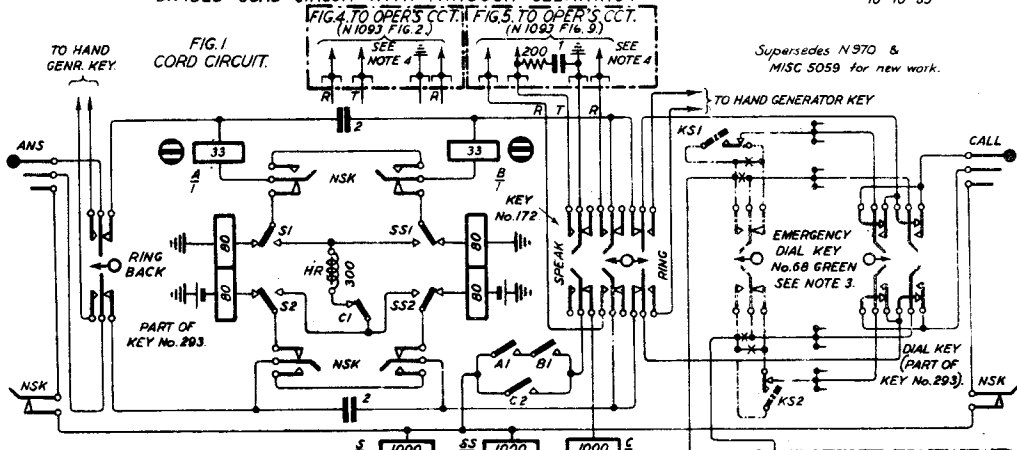 FIG.4. TO OPER'S CCT.
(N 1093 FIG.2.)
SEE
NOTE 4
R
T
R
FIG.5. TO OPER'S CCT.
(N 1093 FIG.9.)
200
1
SEE
NOTE 4
R
T
R
TO HAND
GENR. KEY.
FIG.1
CORD CIRCUIT.
Supersedes N 970 &
MISC 5059 for new work.
TO HAND GENERATOR KEY
ANS
33
A
1
2
33
B
1
NSK
KEY
No.172
KS1
CALL
S1
SS1
80
80
HR
300
80
80
S2
C1
SS2
RING
BACK
PART OF
KEY No.293.
SPEAK
RING
EMERGENCY
DIAL KEY
No.68 GREEN
SEE NOTE 3.
NSK
A1
B1
C2
2
DIAL KEY
(PART OF
KEY No.293).
KS2
NSK
NSK
S
1000
SS
1000
1000
C